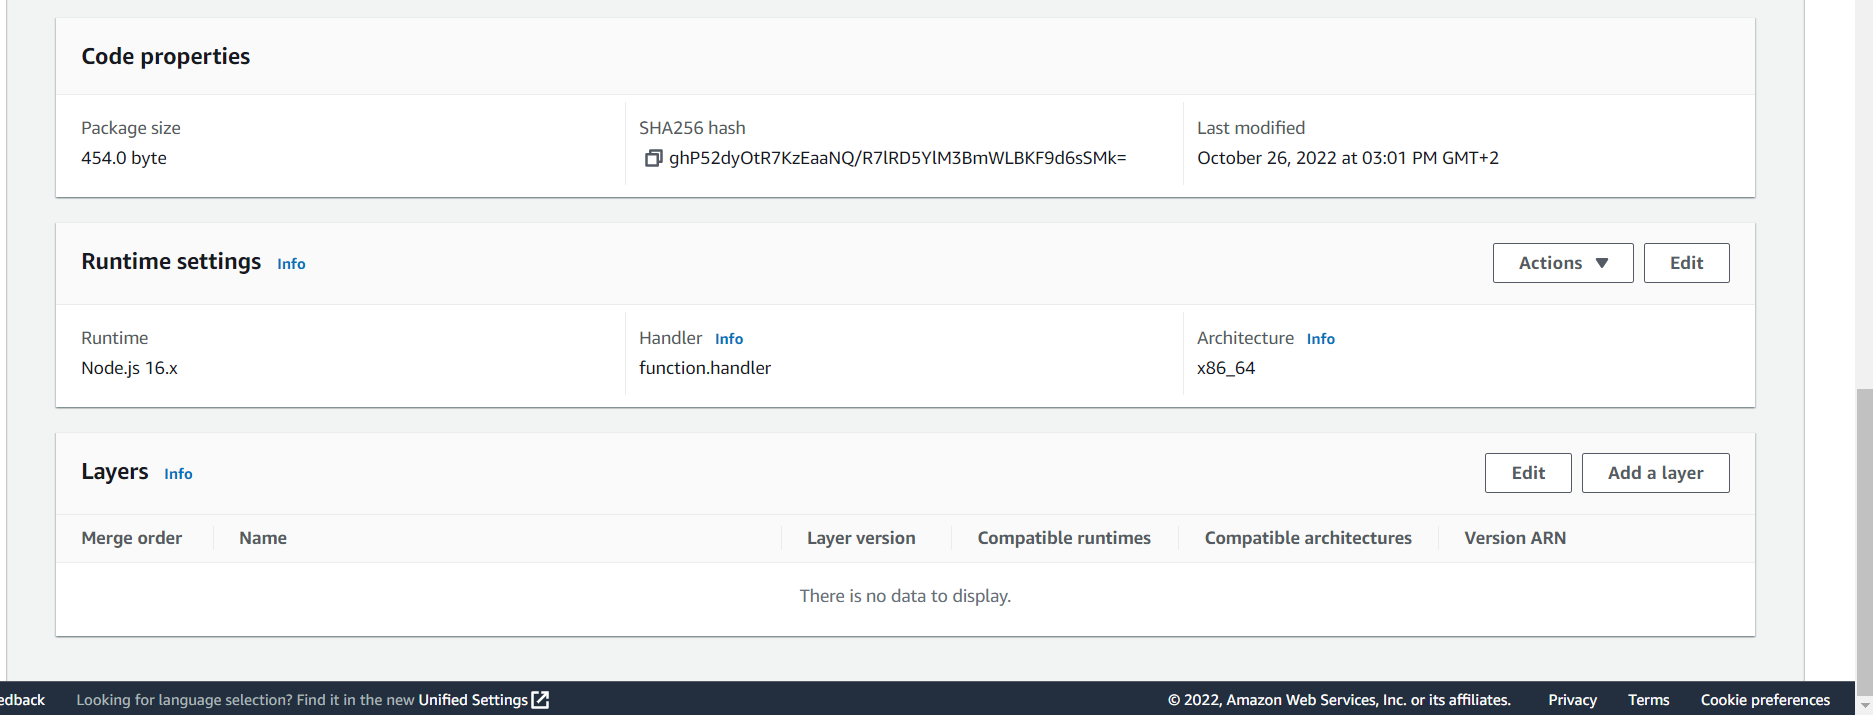 Code properties
Package size
454.0 byte
SHA256 hash
ghP52dyOtR7KzEaaNQ/R7lRD5YlM3BmWLBKF9d6sSMk=
Last modified
October 26, 2022 at 03:01 PM GMT+2
Runtime settings Info
Actions Edit
Runtime
Node.js 16.x
Handler Info
function.handler
Architecture Info
x86_64
Layers Info
Edit Add a layer
Merge order Name Layer version Compatible runtimes Compatible architectures Version ARN
There is no data to display.
edback Looking for language selection? Find it in the new Unified Settings © 2022, Amazon Web Services, Inc. or its affiliates. Privacy Terms Cookie preferences